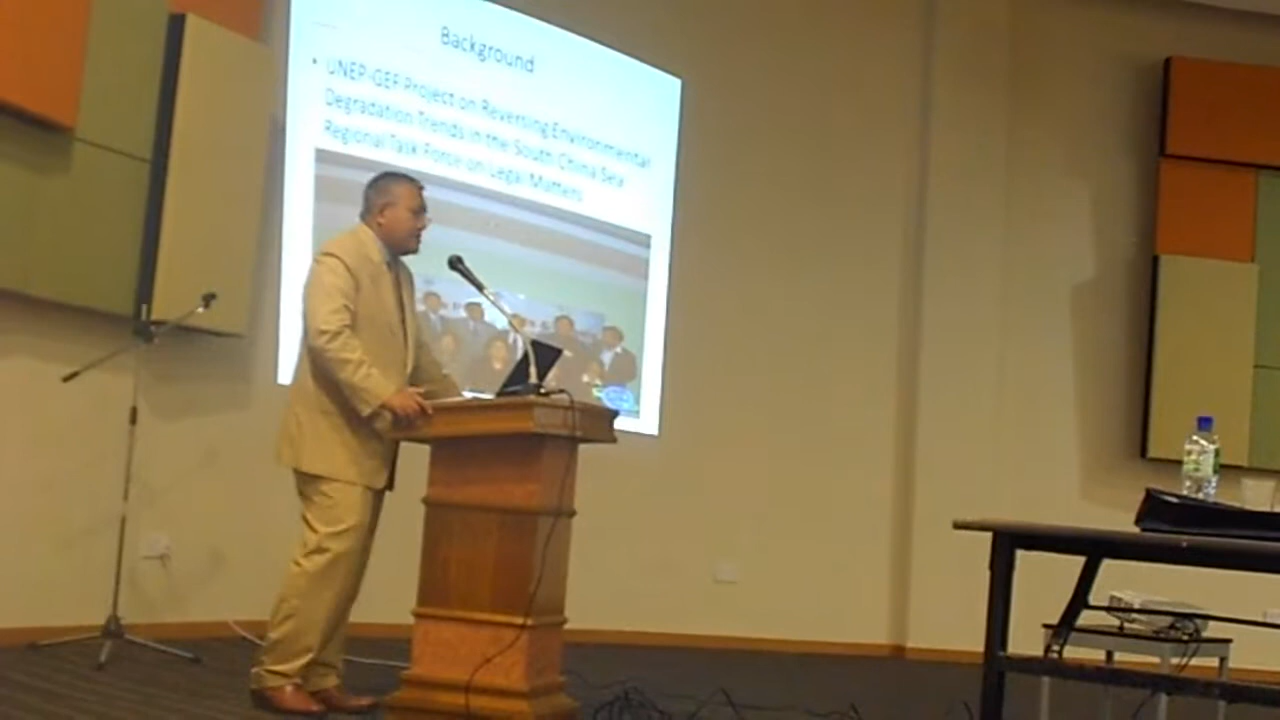 Background
• UNEP-GEF Project on Reversing Environmental
Degradation Trends in the South China Sea
Regional Task Force on Legal Matters